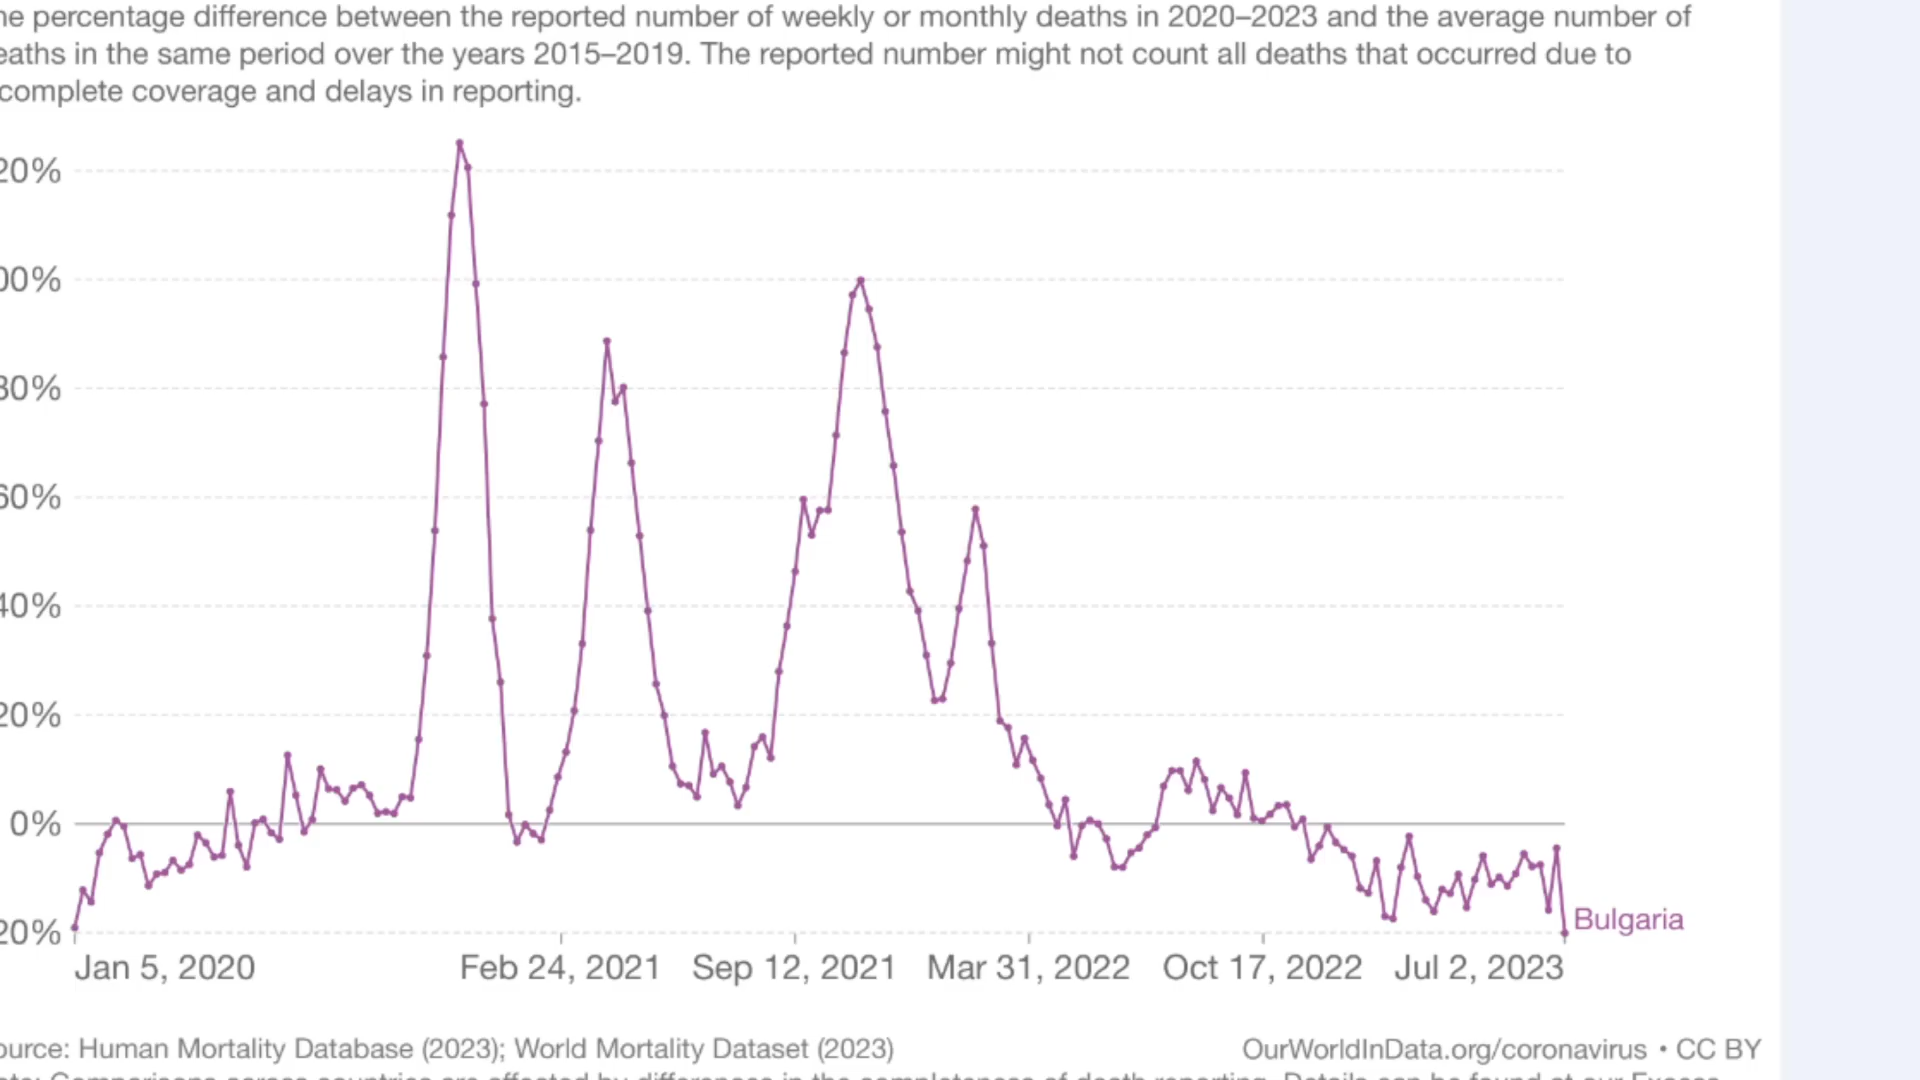 percentage difference between the reported number of weekly or monthly deaths in 2020–2023 and the average number of
in the same period over the years 2015–2019. The reported number might not count all deaths that occurred due to
complete coverage and delays in reporting.
20%
00%
80%
60%
40%
20%
0%
20%
Bulgaria
Jan 5, 2020 Feb 24, 2021 Sep 12, 2021 Mar 31, 2022 Oct 17, 2022 Jul 2, 2023
Human Mortality Database (2023); World Mortality Dataset (2023) OurWorldInData.org/coronavirus • CC BY